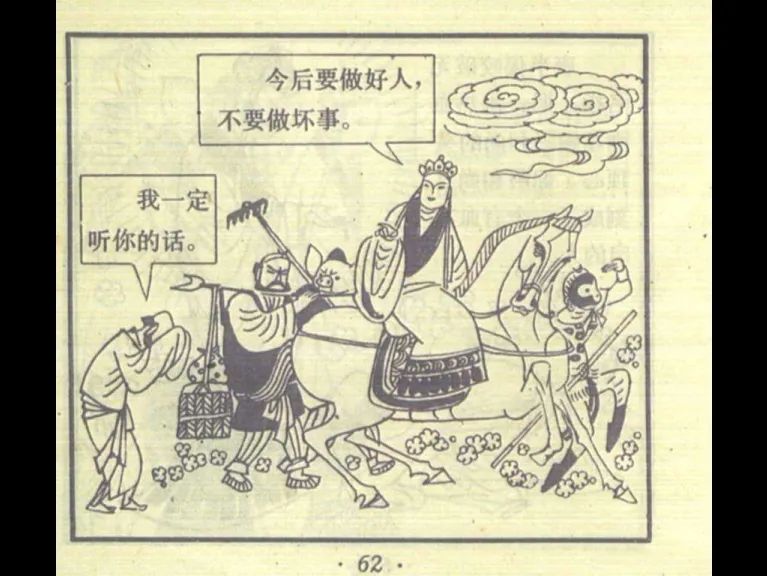 今后要做好人，
不要做坏事。
我一定
听你的话。
· 62 ·